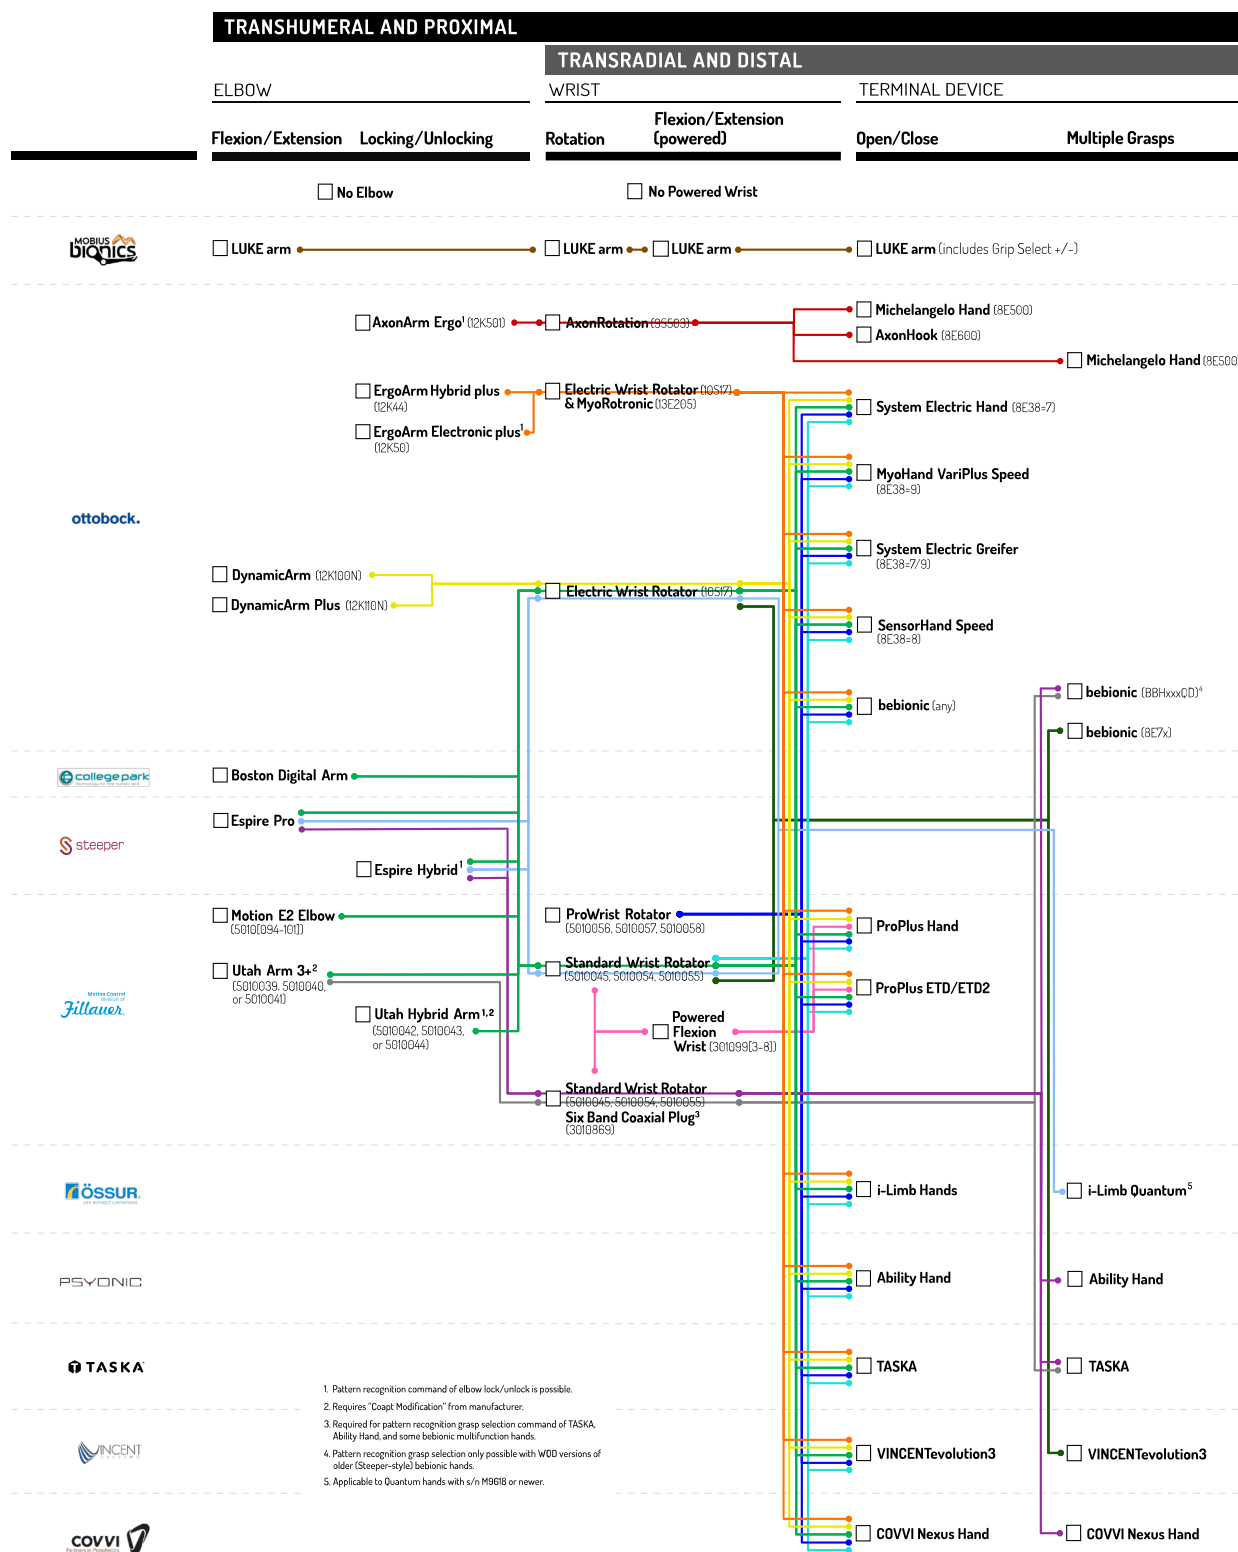 TRANSHUMERAL AND PROXIMAL
TRANSRADIAL AND DISTAL
ELBOW
WRIST
TERMINAL DEVICE
Flexion/Extension
Locking/Unlocking
Rotation
Flexion/Extension
(powered)
Open/Close
Multiple Grasps
No Elbow
No Powered Wrist
MOBIUS
bionics
LUKE arm
LUKE arm
LUKE arm
LUKE arm (includes Grip Select +/-)
AxonArm Ergo1 (12K501)
AxonRotation (9S503)
Michelangelo Hand (8E500)
AxonHook (8E600)
Michelangelo Hand (8E500
ErgoArm Hybrid plus
(12K44)
Electric Wrist Rotator (10S17)
& MyoRotronic (13E205)
System Electric Hand (8E38=7)
ErgoArm Electronic plus1
(12K50)
MyoHand VariPlus Speed
(8E38=9)
ottobock.
System Electric Greifer
(8E38=7/9)
DynamicArm (12K100N)
DynamicArm Plus (12K110N)
Electric Wrist Rotator (10S17)
SensorHand Speed
(8E38=8)
bebionic (any)
bebionic (BBHxxxQD)4
bebionic (8E7x)
collegepark
Boston Digital Arm
Espire Pro
steeper
Espire Hybrid1
Motion E2 Elbow
(5010[094-101])
ProWrist Rotator
(5010056, 5010057, 5010058)
ProPlus Hand
Utah Arm 3+2
(5010039, 5010040,
or 5010041)
Standard Wrist Rotator
(5010045, 5010054, 5010055)
ProPlus ETD/ETD2
Motion Control
division of
Fillauer
Utah Hybrid Arm1,2
(5010042, 5010043,
or 5010044)
Powered
Flexion
Wrist (301099[3-8])
Standard Wrist Rotator
(5010045, 5010054, 5010055)
Six Band Coaxial Plug3
(3010869)
ÖSSUR
LIFE WITHOUT LIMITATIONS
i-Limb Hands
i-Limb Quantum5
PSYONIC
Ability Hand
Ability Hand
TASKA
TASKA
TASKA
1. Pattern recognition command of elbow lock/unlock is possible.
2. Requires "Coapt Modification" from manufacturer.
3. Required for pattern recognition grasp selection command of TASKA,
Ability Hand, and some bebionic multifunction hands.
4. Pattern recognition grasp selection only possible with WQD versions of
older (Steeper-style) bebionic hands.
5. Applicable to Quantum hands with s/n M9618 or newer.
VINCENT
SYSTEMS
VINCENTevolution3
VINCENTevolution3
COVVI
Partners in Prosthetics
COVVI Nexus Hand
COVVI Nexus Hand